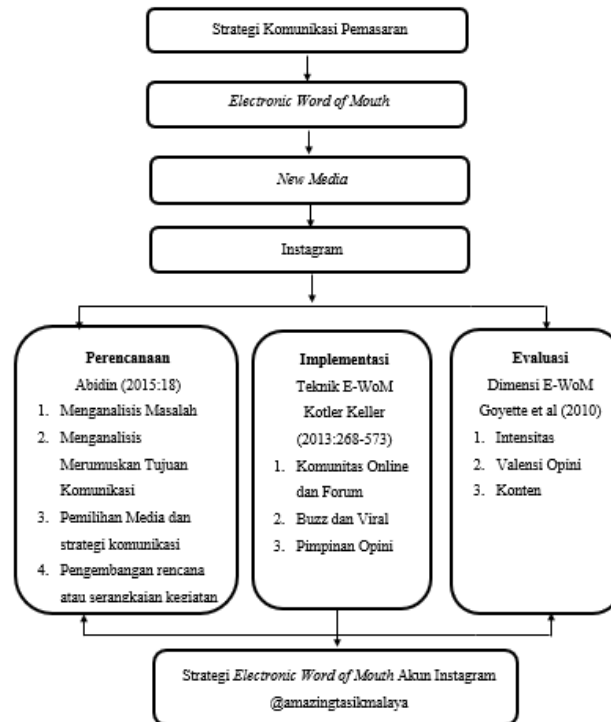 Strategi Komunikasi Pemasaran
Electronic Word of Mouth
New Media
Instagram
Perencanaan
Abidin (2015:18)
1. Menganalisis Masalah
2. Menganalisis
Merumuskan Tujuan
Komunikasi
3. Pemilihan Media dan
strategi komunikasi
4. Pengembangan rencana
atau serangkaian kegiatan
Implementasi
Teknik E-WoM
Kotler Keller
(2013:268-573)
1. Komunitas Online
dan Forum
2. Buzz dan Viral
3. Pimpinan Opini
Evaluasi
Dimensi E-WoM
Goyette et al (2010)
1. Intensitas
2. Valensi Opini
3. Konten
Strategi Electronic Word of Mouth Akun Instagram
@amazingtasikmalaya